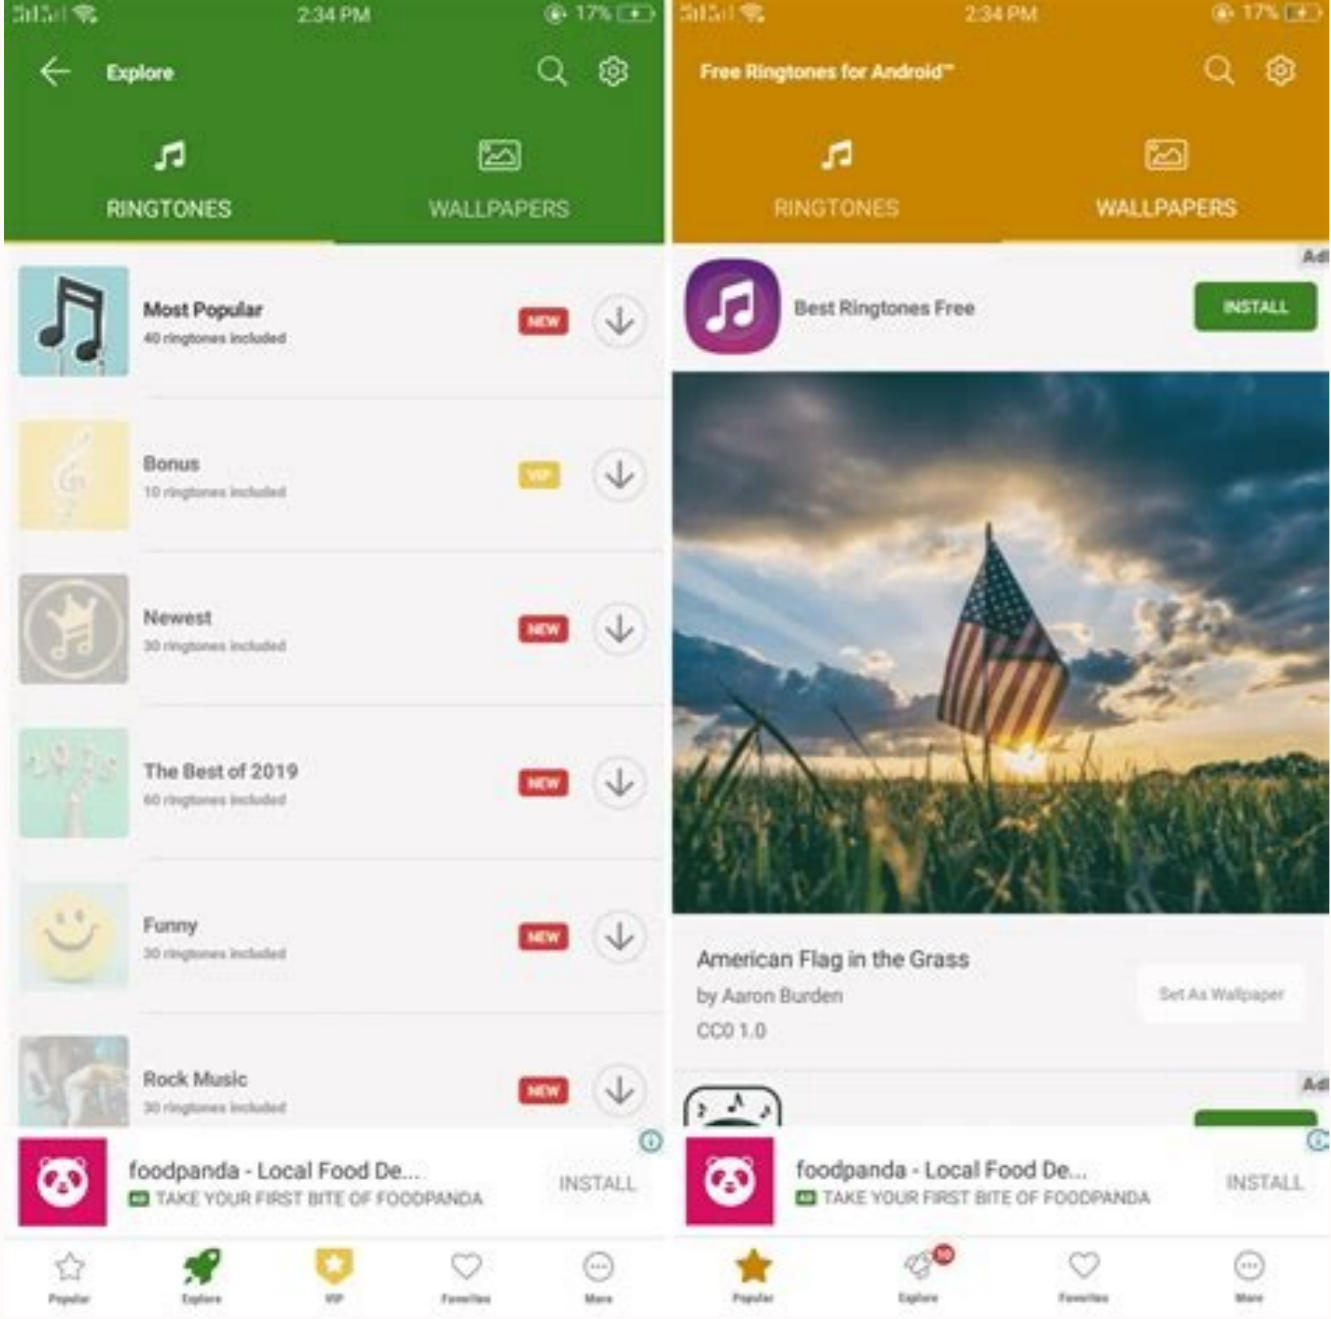 2:34 PM
17%
Explore
RINGTONES
WALLPAPERS
Most Popular
40 ringtones included
NEW
Bonus
10 ringtones included
VIP
Newest
30 ringtones included
NEW
The Best of 2019
60 ringtones included
NEW
Funny
30 ringtones included
NEW
Rock Music
30 ringtones included
NEW
foodpanda - Local Food De...
AD TAKE YOUR FIRST BITE OF FOODPANDA
INSTALL
Popular
Explore
VIP
Favorites
More
2:34 PM
17%
Free Ringtones for Android™
RINGTONES
WALLPAPERS
Ad
Best Ringtones Free
INSTALL
American Flag in the Grass
by Aaron Burden
CC0 1.0
Set As Wallpaper
Ad
foodpanda - Local Food De...
AD TAKE YOUR FIRST BITE OF FOODPANDA
INSTALL
Popular
10
Explore
Favorites
More